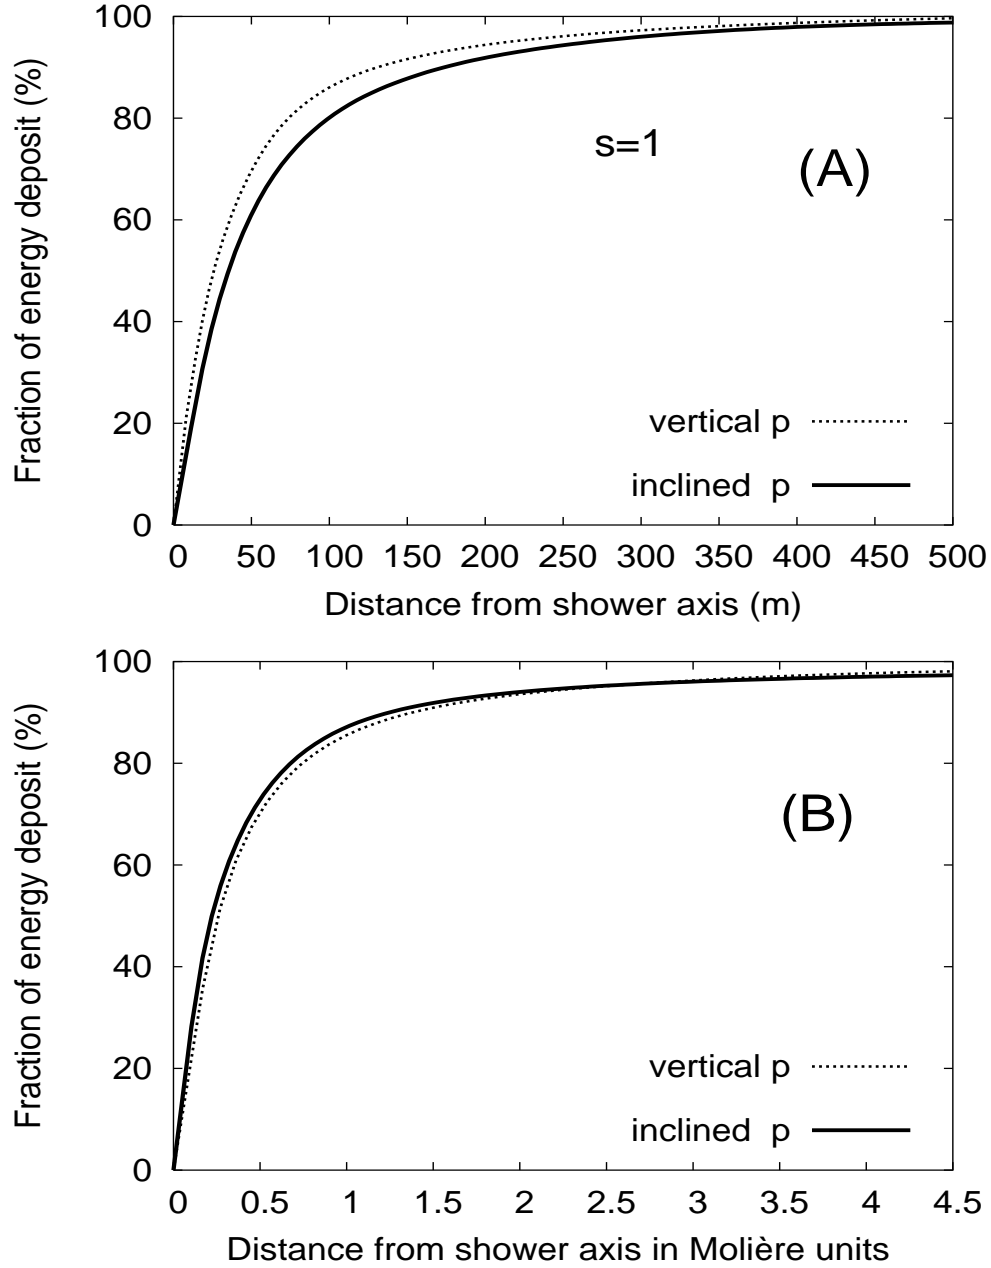 100
80
60
40
20
0
Fraction of energy deposit (%)
s=1
(A)
vertical p
inclined p
0 50 100 150 200 250 300 350 400 450 500
Distance from shower axis (m)
100
80
60
40
20
0
Fraction of energy deposit (%)
(B)
vertical p
inclined p
0 0.5 1 1.5 2 2.5 3 3.5 4 4.5
Distance from shower axis in Molière units